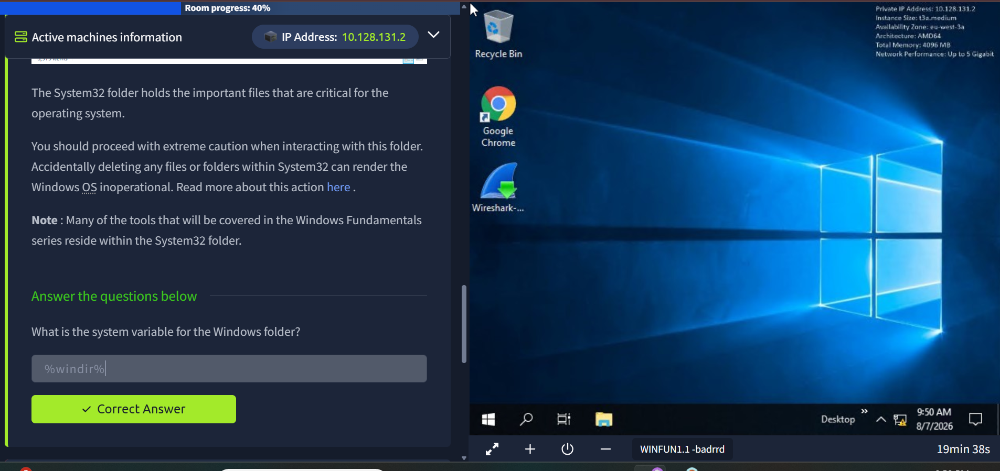 Room progress: 40%
Active machines information
IP Address: 10.128.131.2
The System32 folder holds the important files that are critical for the
operating system.
You should proceed with extreme caution when interacting with this folder.
Accidentally deleting any files or folders within System32 can render the
Windows OS inoperational. Read more about this action here .
Note : Many of the tools that will be covered in the Windows Fundamentals
series reside within the System32 folder.
Answer the questions below
What is the system variable for the Windows folder?
%windir%
✓ Correct Answer
Recycle Bin
Google
Chrome
Wireshark-...
Private IP Address: 10.128.131.2
Instance Size: t3a.medium
Availability Zone: eu-west-3a
Architecture: AMD64
Total Memory: 4096 MB
Network Performance: Up to 5 Gigabit
Desktop
9:50 AM
8/7/2026
WINFUN1.1 -badrrd
19min 38s